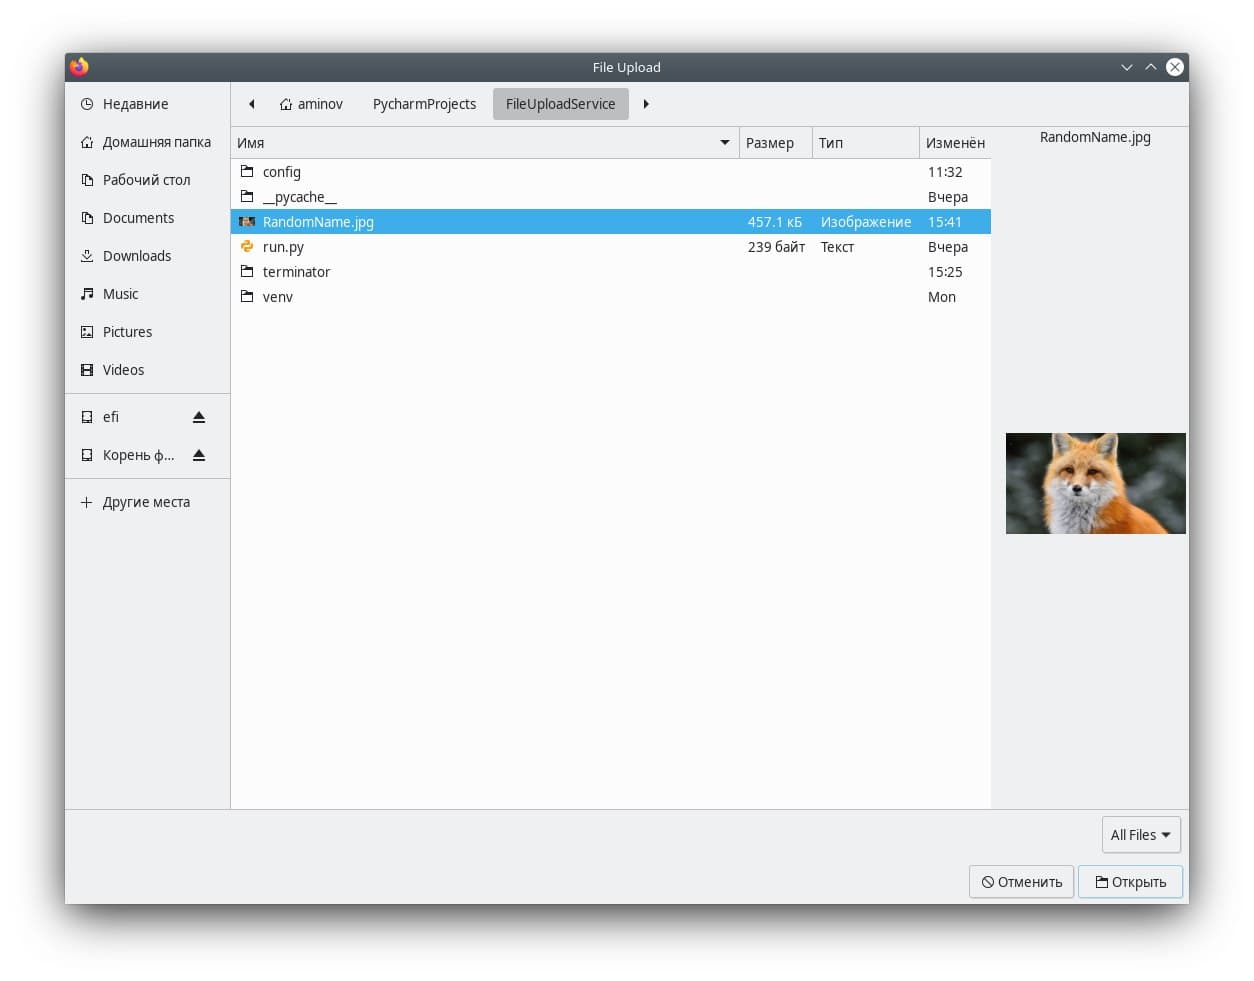 File Upload
Недавние
Домашняя папка
Рабочий стол
Documents
Downloads
Music
Pictures
Videos
efi
Корень ф...
Другие места
aminov PycharmProjects FileUploadService
Имя Размер Тип Изменён
config 11:32
__pycache__ Вчера
RandomName.jpg 457.1 кБ Изображение 15:41
run.py 239 байт Текст Вчера
terminator 15:25
venv Mon
RandomName.jpg
All Files
Отменить Открыть